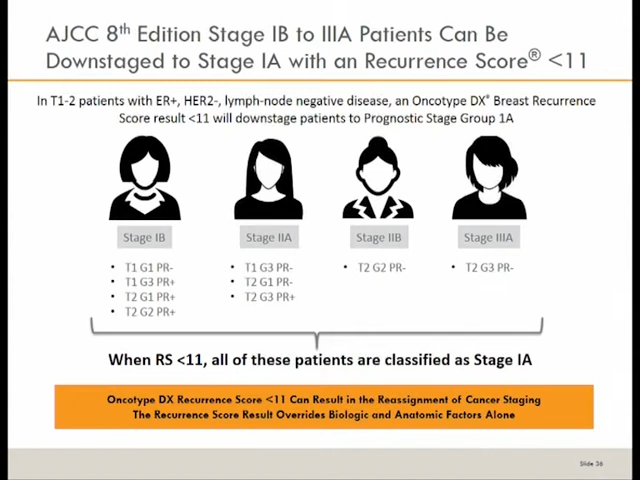 AJCC 8th Edition Stage IB to IIIA Patients Can Be
Downstaged to Stage IA with an Recurrence Score® <11
In T1-2 patients with ER+, HER2-, lymph-node negative disease, an Oncotype DX® Breast Recurrence
Score result <11 will downstage patients to Prognostic Stage Group 1A
Stage IB
• T1 G1 PR-
• T1 G3 PR+
• T2 G1 PR+
• T2 G2 PR+
Stage IIA
• T1 G3 PR-
• T2 G1 PR-
• T2 G3 PR+
Stage IIB
• T2 G2 PR-
Stage IIIA
• T2 G3 PR-
When RS <11, all of these patients are classified as Stage IA
Oncotype DX Recurrence Score <11 Can Result in the Reassignment of Cancer Staging
The Recurrence Score Result Overrides Biologic and Anatomic Factors Alone
Slide 36